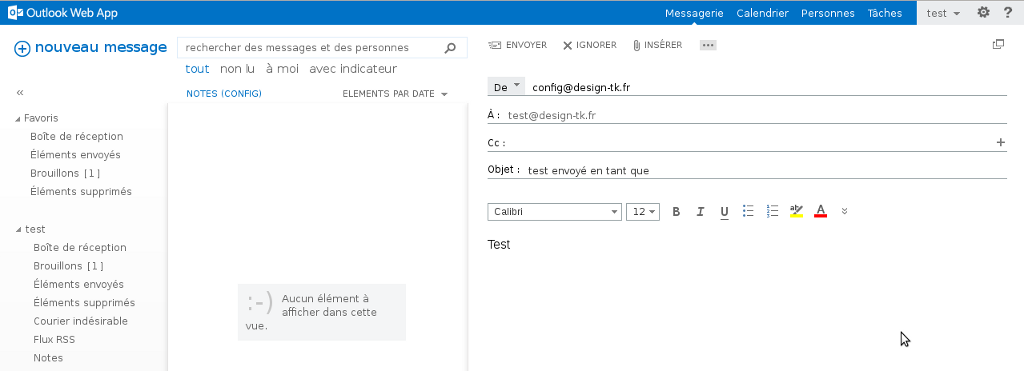 Outlook Web App
Messagerie Calendrier Personnes Tâches test ?
nouveau message
rechercher des messages et des personnes
tout non lu à moi avec indicateur
«
NOTES (CONFIG) ELEMENTS PAR DATE
Favoris
Boîte de réception
Éléments envoyés
Brouillons [1]
Éléments supprimés
test
Boîte de réception
Brouillons [1]
Éléments envoyés
Éléments supprimés
Courier indésirable
Flux RSS
Notes
:-) Aucun élément à
afficher dans cette
vue.
ENVOYER IGNORER INSÉRER ···
De config@design-tk.fr
À : test@design-tk.fr
Cc : +
Objet : test envoyé en tant que
Calibri 12 B I U aby A
Test